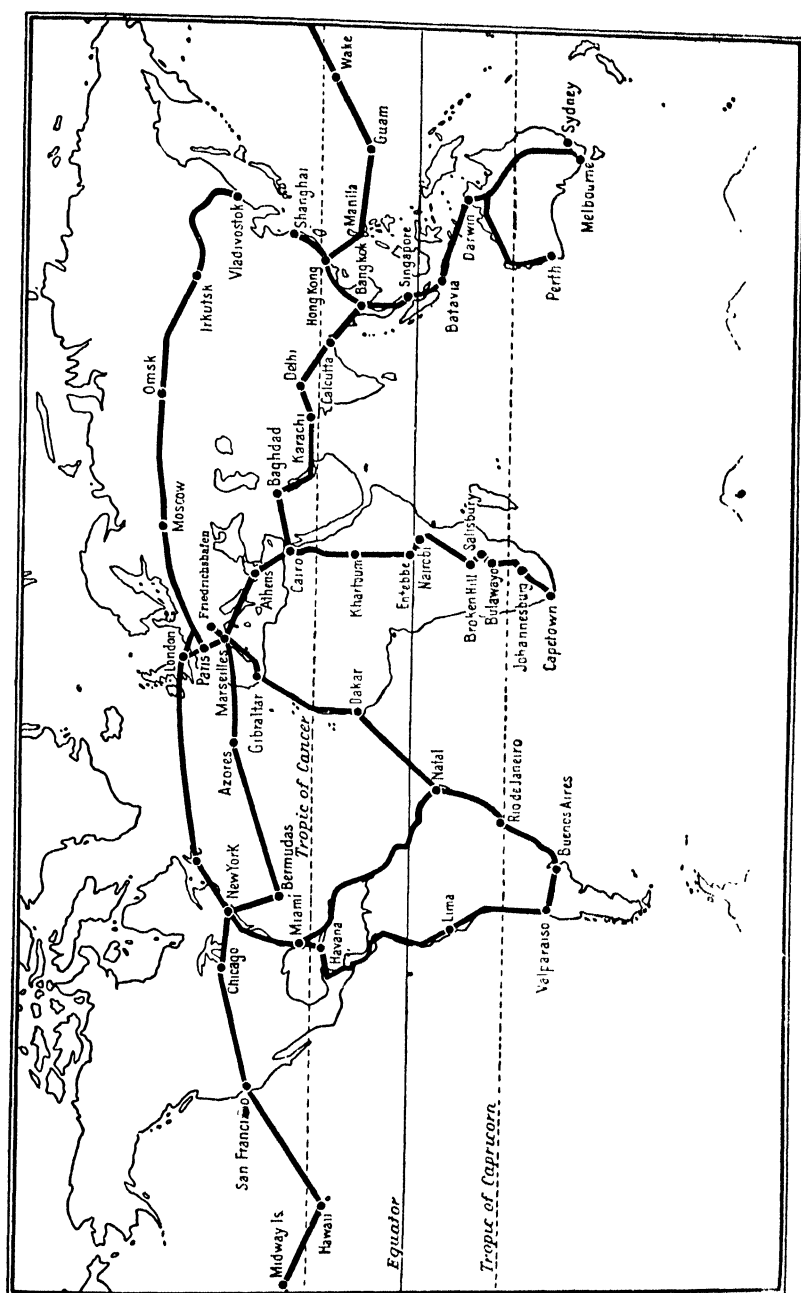 Midway Is.
Hawaii
San Francisco
Chicago
New York
Bermudas
Miami
Havana
Lima
Valparaiso
Buenos Aires
Rio de Janeiro
Natal
Azores
Gibraltar
Dakar
London
Paris
Marseilles
Friedrichshafen
Athens
Cairo
Khartoum
Entebbe
Nairobi
Broken Hill
Salisbury
Bulawayo
Johannesburg
Capetown
Moscow
Omsk
Irkutsk
Vladivostok
Baghdad
Karachi
Delhi
Calcutta
Bangkok
Hong Kong
Shanghai
Manila
Guam
Wake
Singapore
Batavia
Darwin
Perth
Melbourne
Sydney
Tropic of Cancer
Equator
Tropic of Capricorn